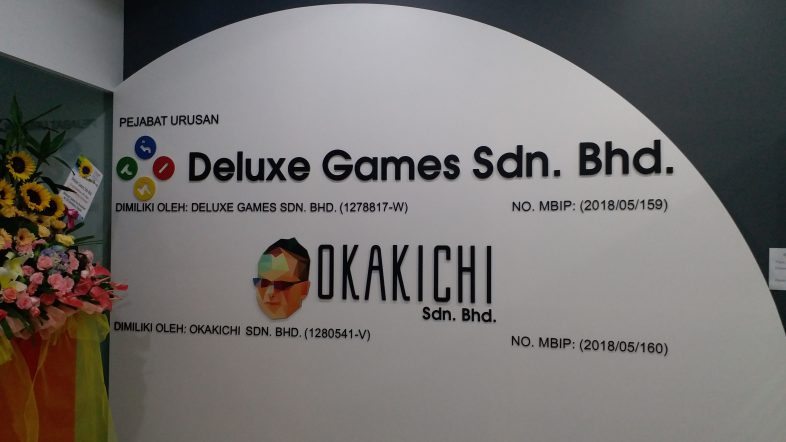 PEJABAT URUSAN
Deluxe Games Sdn. Bhd.
DIMILIKI OLEH: DELUXE GAMES SDN. BHD. (1278817-W)
NO. MBIP: (2018/05/159)
OKAKICHI
Sdn. Bhd.
DIMILIKI OLEH: OKAKICHI SDN. BHD. (1280541-V)
NO. MBIP: (2018/05/160)